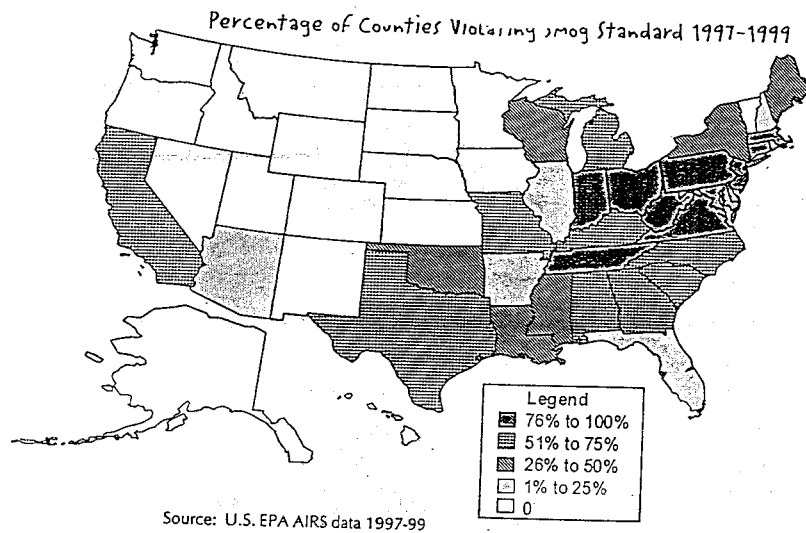 Percentage of Counties Violating Smog Standard 1997-1999
Legend
76% to 100%
51% to 75%
26% to 50%
1% to 25%
0
Source: U.S. EPA AIRS data 1997-99